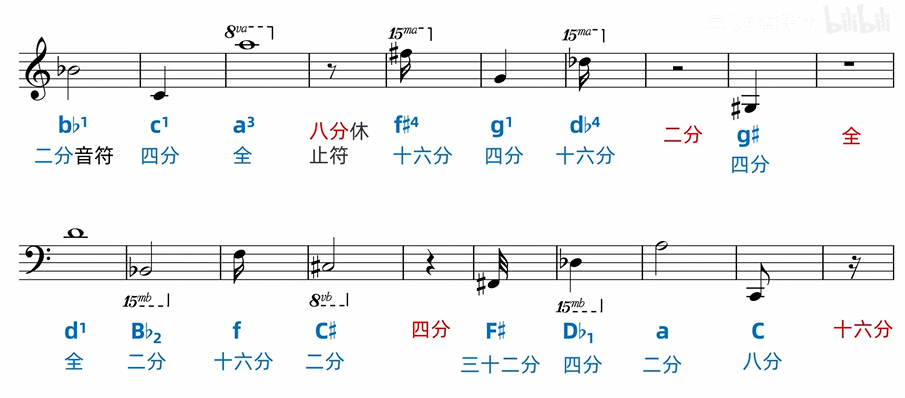 bilibili
8va 15ma 15ma
b♭1 c1 a3 八分休止符 f♯4 g1 d♭4 二分 g♯ 全
二分音符 四分 全 十六分 四分 十六分 四分
15mb 8vb 15mb
d1 B♭2 f C♯ 四分 F♯ D♭1 a C 十六分
全 二分 十六分 二分 三十二分 四分 二分 八分